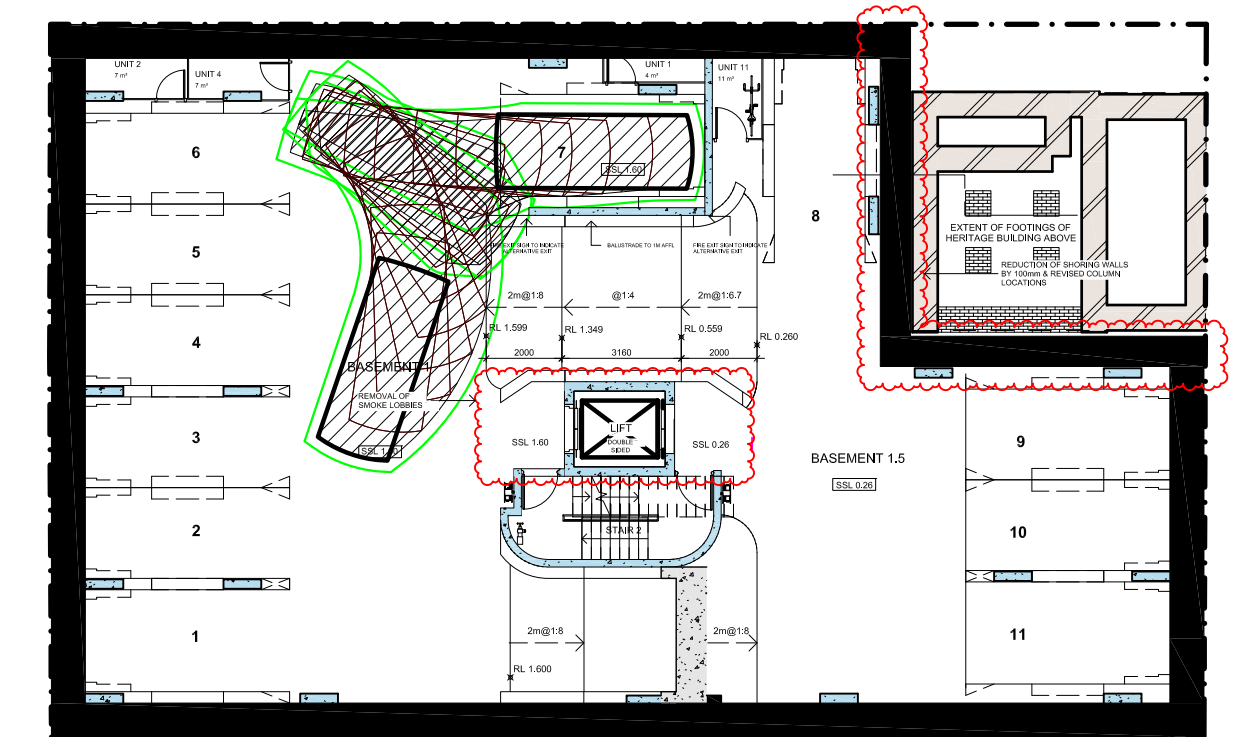 UNIT 2
7 m²
UNIT 4
7 m²
UNIT 1
4 m²
UNIT 11
11 m²
6
7
SSL 1.60
8
5
EXTENT OF FOOTINGS OF
HERITAGE BUILDING ABOVE
REDUCTION OF SHORING WALLS
BY 100mm & REVISED COLUMN
LOCATIONS
FIRE EXIT SIGN TO INDICATE
ALTERNATIVE EXIT
BALUSTRADE TO 1M AFFL
FIRE EXIT SIGN TO INDICATE
ALTERNATIVE EXIT
2m@1:8
@1:4
2m@1:6.7
RL 1.599
RL 1.349
RL 0.559
RL 0.260
2000
3160
2000
4
BASEMENT 1
REMOVAL OF
SMOKE LOBBIES
3
SSL 1.60
SSL 1.60
LIFT
DOUBLE
SIDED
SSL 0.26
9
BASEMENT 1.5
SSL 0.26
2
STAIR 2
10
1
2m@1:8
RL 1.600
2m@1:8
11